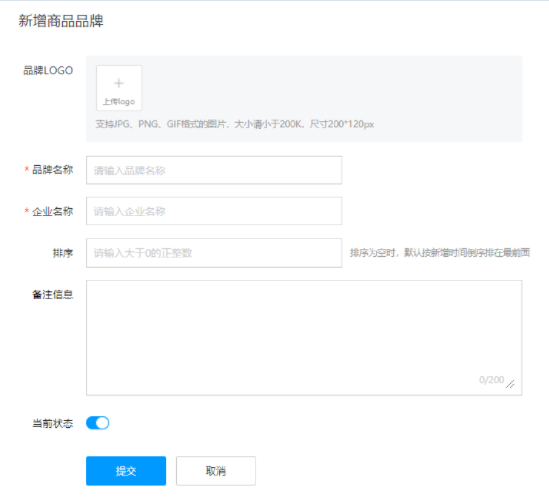 新增商品品牌
品牌LOGO
+
上传logo
支持JPG、PNG、GIF格式的图片，大小请小于200K，尺寸200*120px
* 品牌名称 请输入品牌名称
* 企业名称 请输入企业名称
排序 请输入大于0的正整数 排序为空时，默认按新增时间倒序排在最前面
备注信息
0/200
当前状态
提交 取消